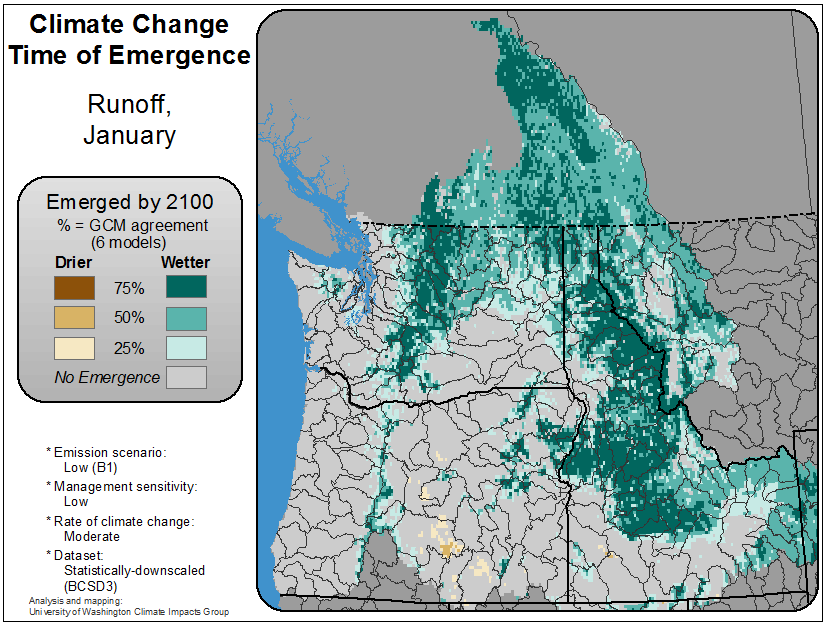 Climate Change
Time of Emergence
Runoff,
January
Emerged by 2100
% = GCM agreement
(6 models)
Drier Wetter
75%
50%
25%
No Emergence
* Emission scenario:
Low (B1)
* Management sensitivity:
Low
* Rate of climate change:
Moderate
* Dataset:
Statistically-downscaled
(BCSD3)
Analysis and mapping:
University of Washington Climate Impacts Group